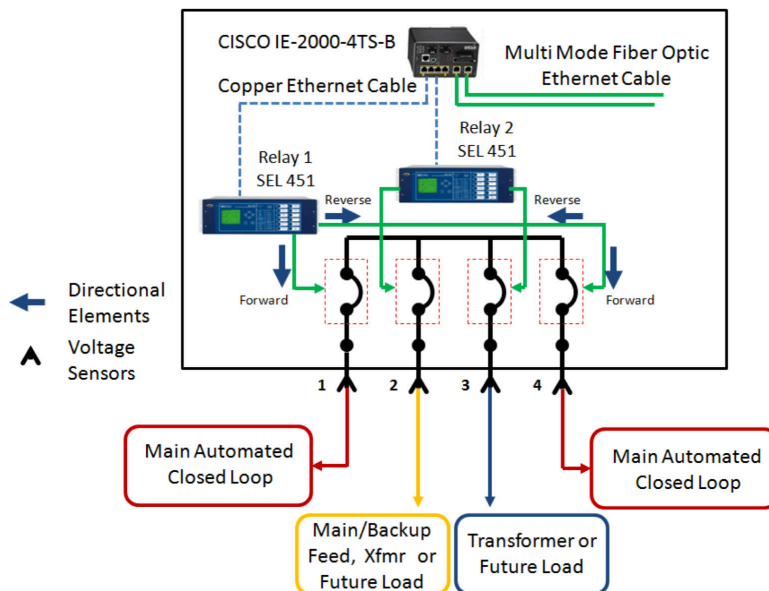 CISCO IE-2000-4TS-B
Multi Mode Fiber Optic
Ethernet Cable
Copper Ethernet Cable
Relay 1
SEL 451
Relay 2
SEL 451
Reverse
Reverse
Forward
Forward
Directional
Elements
Voltage
Sensors
1
2
3
4
Main Automated
Closed Loop
Main Automated
Closed Loop
Main/Backup
Feed, Xfmr or
Future Load
Transformer or
Future Load